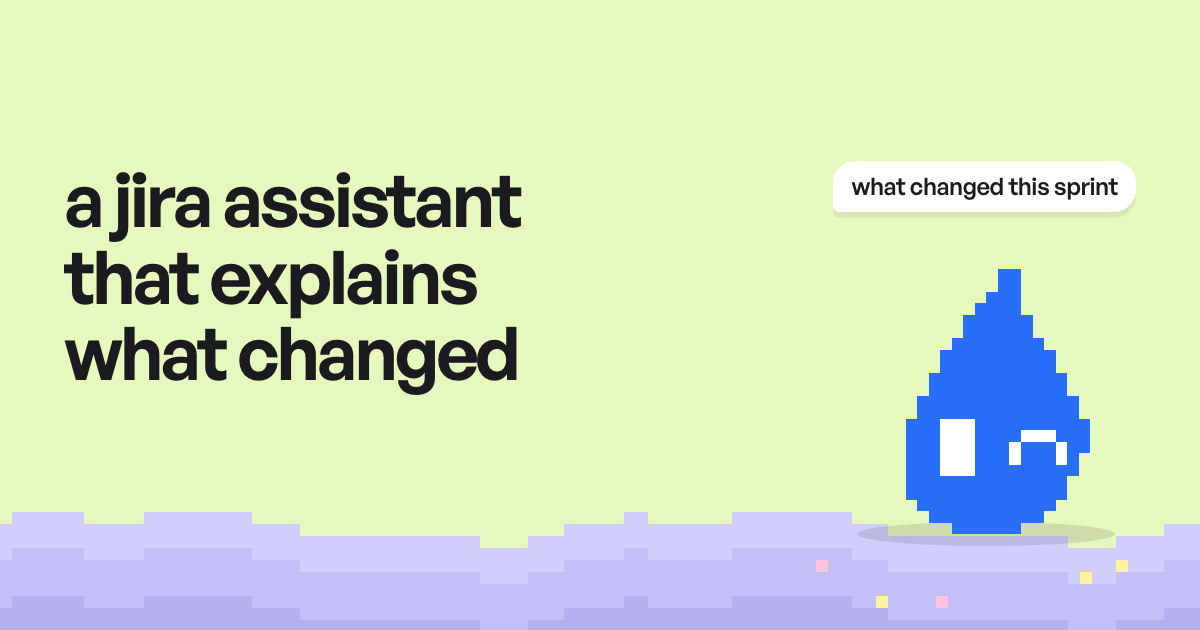 a jira assistant
that explains
what changed
what changed this sprint